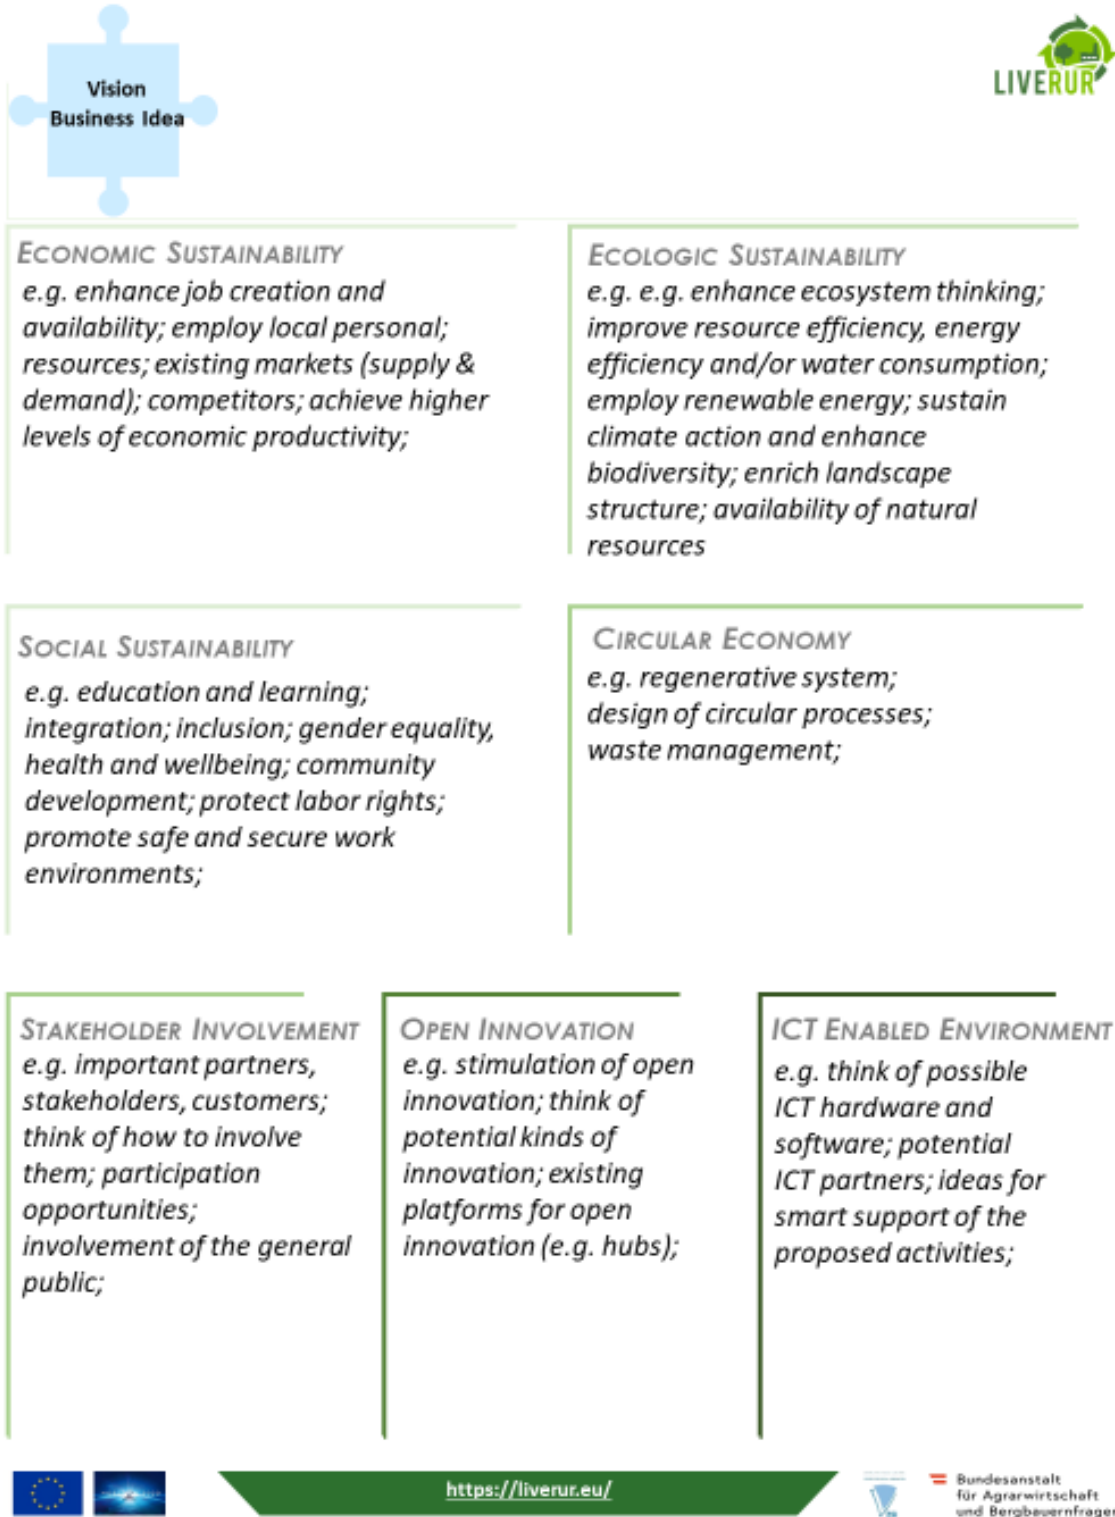 Vision
Business Idea
LIVERUR
ECONOMIC SUSTAINABILITY
e.g. enhance job creation and
availability; employ local personal;
resources; existing markets (supply &
demand); competitors; achieve higher
levels of economic productivity;
ECOLOGIC SUSTAINABILITY
e.g. e.g. enhance ecosystem thinking;
improve resource efficiency, energy
efficiency and/or water consumption;
employ renewable energy; sustain
climate action and enhance
biodiversity; enrich landscape
structure; availability of natural
resources
SOCIAL SUSTAINABILITY
e.g. education and learning;
integration; inclusion; gender equality,
health and wellbeing; community
development; protect labor rights;
promote safe and secure work
environments;
CIRCULAR ECONOMY
e.g. regenerative system;
design of circular processes;
waste management;
STAKEHOLDER INVOLVEMENT
e.g. important partners,
stakeholders, customers;
think of how to involve
them; participation
opportunities;
involvement of the general
public;
OPEN INNOVATION
e.g. stimulation of open
innovation; think of
potential kinds of
innovation; existing
platforms for open
innovation (e.g. hubs);
ICT ENABLED ENVIRONMENT
e.g. think of possible
ICT hardware and
software; potential
ICT partners; ideas for
smart support of the
proposed activities;
https://liverur.eu/
Bundesanstalt
für Agrarwirtschaft
und Bergbauernfragen